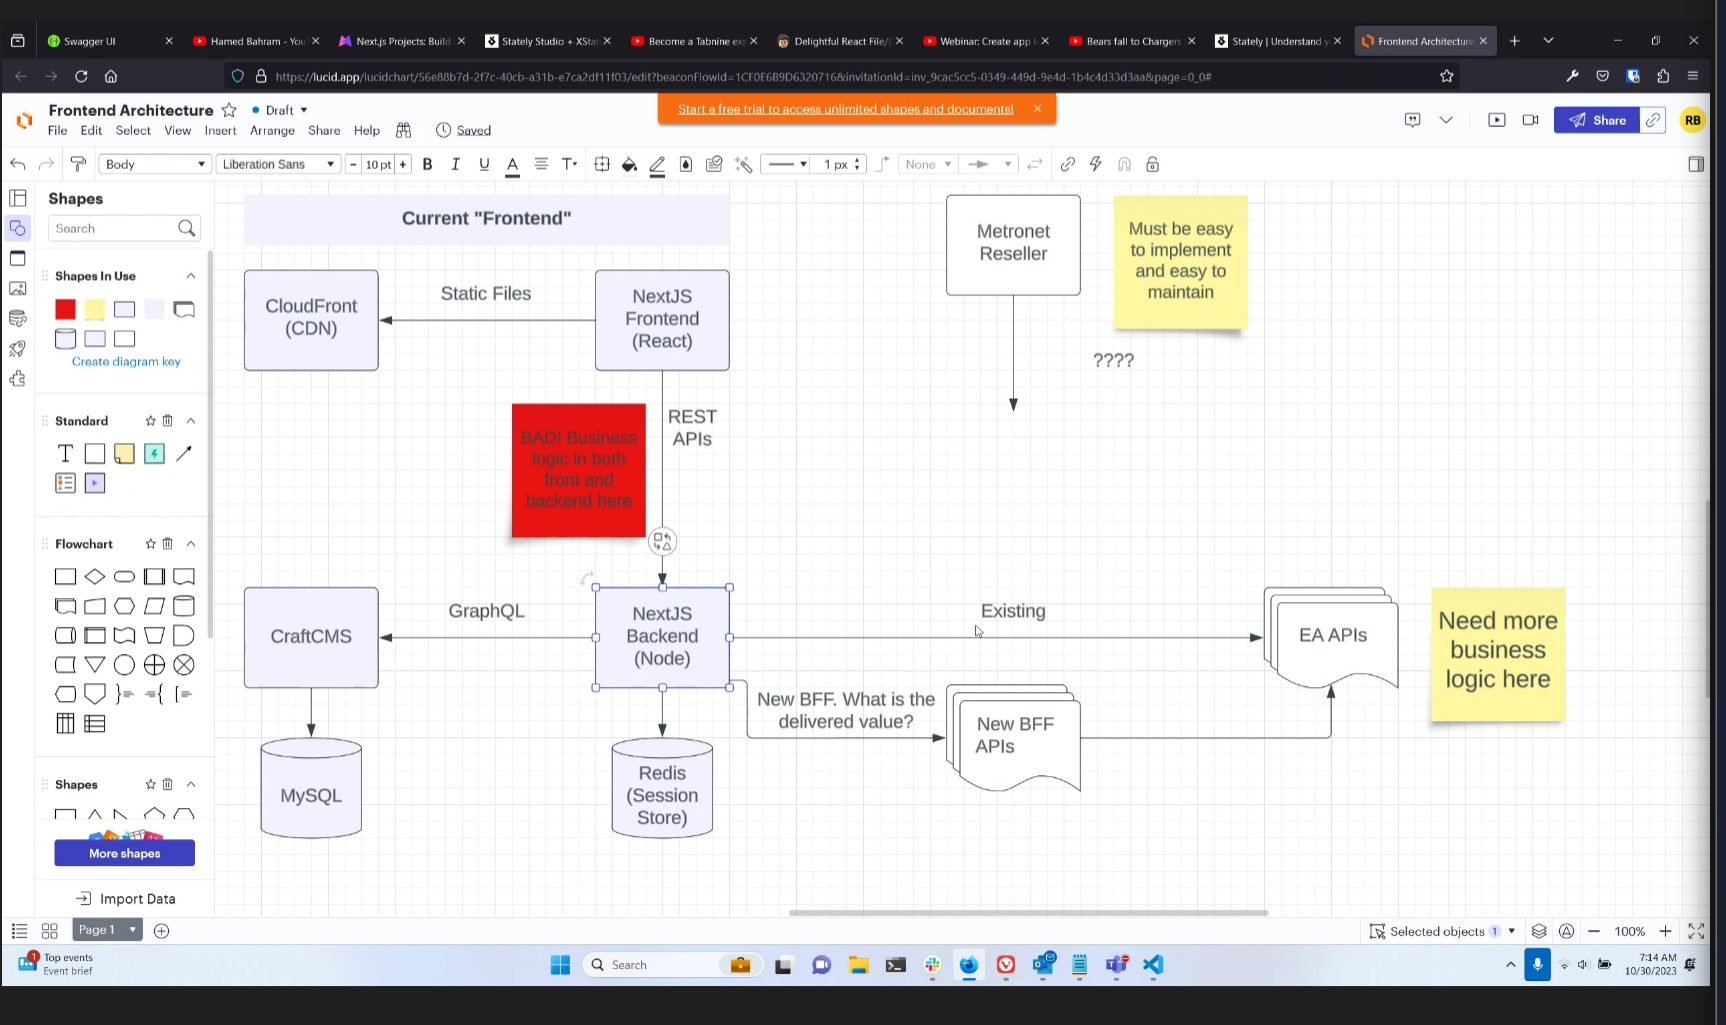 Swagger UI
Hamed Bahram - You
Next.js Projects: Build
Stately Studio + XStat
Become a Tabnine exp
Delightful React File/
Webinar: Create app i
Bears fall to Chargers
Stately | Understand y
Frontend Architecture
https://lucid.app/lucidchart/56e88b7d-2f7c-40cb-a31b-e7ca2df11f03/edit?beaconFlowId=1CF0E6B9D6320716&invitationId=inv_9cac5cc5-0349-449d-9e4d-1b4c4d33d3aa&page=0_0#
Frontend Architecture
Draft
Start a free trial to access unlimited shapes and documents!
File Edit Select View Insert Arrange Share Help
Saved
Share
RB
Body
Liberation Sans
- 10 pt +
B I U A T
1 px
None
Shapes
Search
Shapes In Use
Create diagram key
Standard
T
Flowchart
Shapes
More shapes
Import Data
Current "Frontend"
CloudFront
(CDN)
Static Files
NextJS
Frontend
(React)
REST
APIs
BAD! Business
logic in both
front and
backend here
Metronet
Reseller
Must be easy
to implement
and easy to
maintain
????
CraftCMS
GraphQL
NextJS
Backend
(Node)
Existing
EA APIs
Need more
business
logic here
New BFF. What is the
delivered value?
New BFF
APIs
MySQL
Redis
(Session
Store)
Page 1
Selected objects 1
100%
1
Top events
Event brief
Search
7:14 AM
10/30/2023